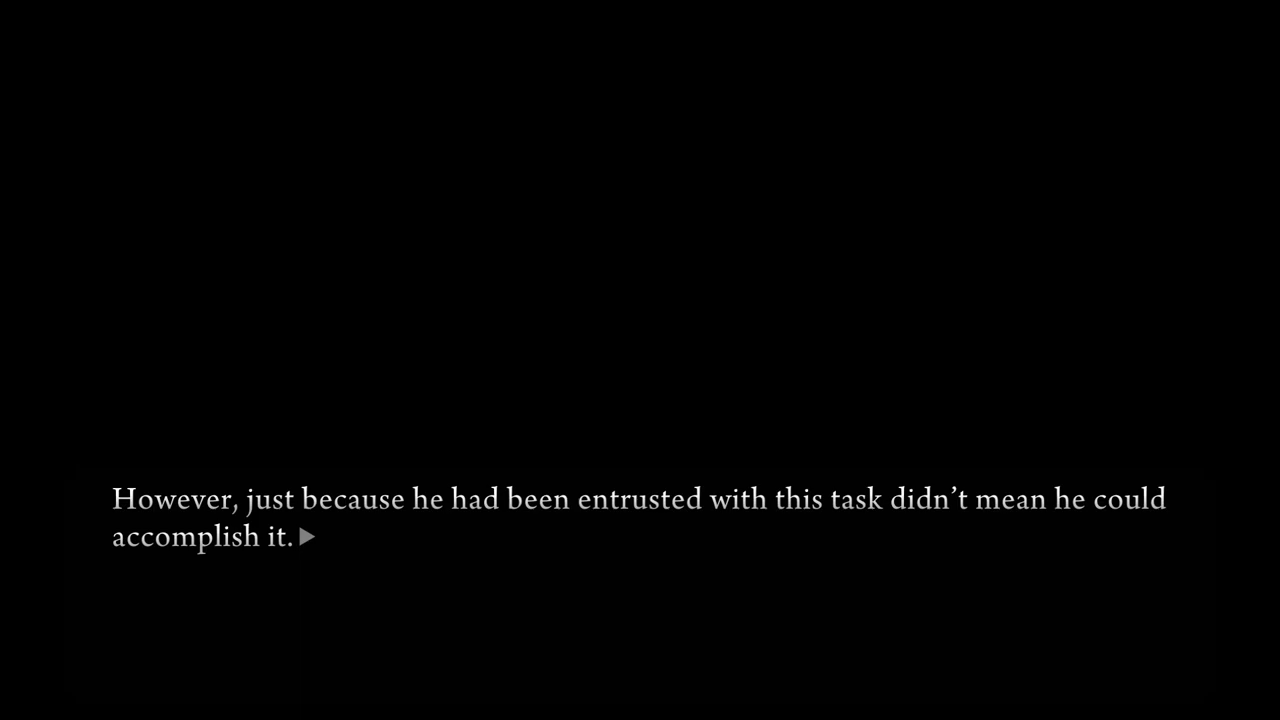 However, just because he had been entrusted with this task didn’t mean he could
accomplish it.